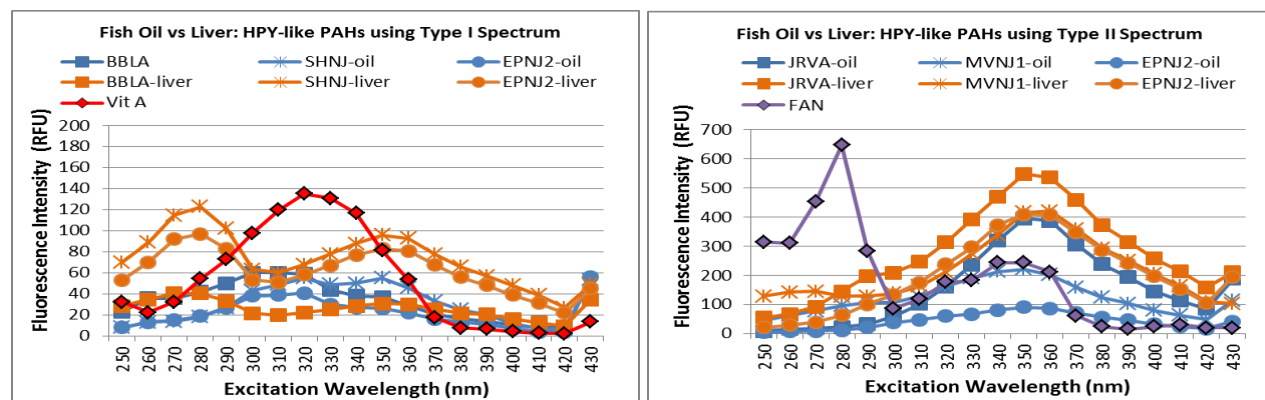 Fish Oil vs Liver: HPY-like PAHs using Type I Spectrum
BBLA SHNJ-oil EPNJ2-oil
BBLA-liver SHNJ-liver EPNJ2-liver
Vit A
200
180
160
140
120
100
80
60
40
20
0
Fluorescence Intensity (RFU)
250 260 270 280 290 300 310 320 330 340 350 360 370 380 390 400 410 420 430
Excitation Wavelength (nm)
Fish Oil vs Liver: HPY-like PAHs using Type II Spectrum
JRVA-oil MVNJ1-oil EPNJ2-oil
JRVA-liver MVNJ1-liver EPNJ2-liver
FAN
700
600
500
400
300
200
100
0
Fluorescence Intensity (RFU)
250 260 270 280 290 300 310 320 330 340 350 360 370 380 390 400 410 420 430
Excitation Wavelength (nm)